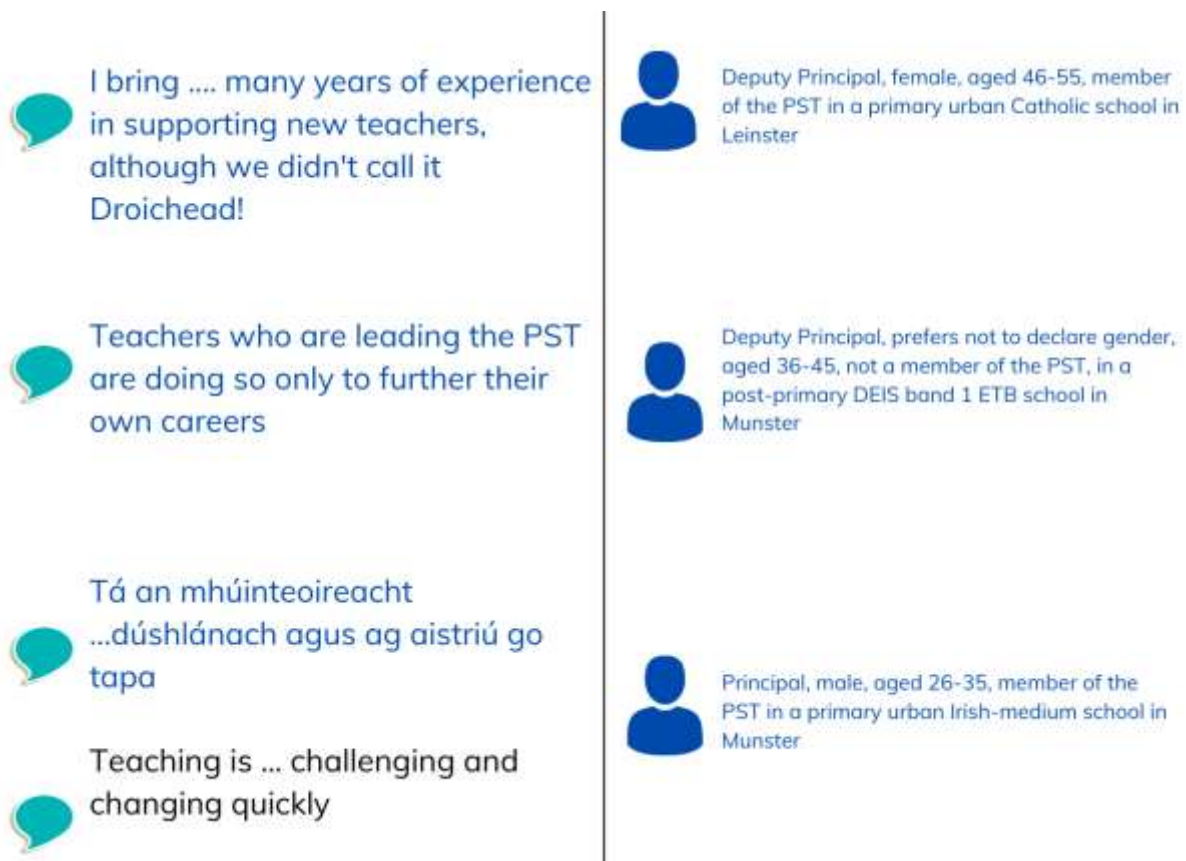 I bring .... many years of experience
in supporting new teachers,
although we didn't call it
Droichead!
Deputy Principal, female, aged 46-55, member
of the PST in a primary urban Catholic school in
Leinster
Teachers who are leading the PST
are doing so only to further their
own careers
Deputy Principal, prefers not to declare gender,
aged 36-45, not a member of the PST, in a
post-primary DEIS band 1 ETB school in
Munster
Tá an mhúinteoireacht
...dúshlánach agus ag aistriú go
tapa
Principal, male, aged 26-35, member of the
PST in a primary urban Irish-medium school in
Munster
Teaching is ... challenging and
changing quickly